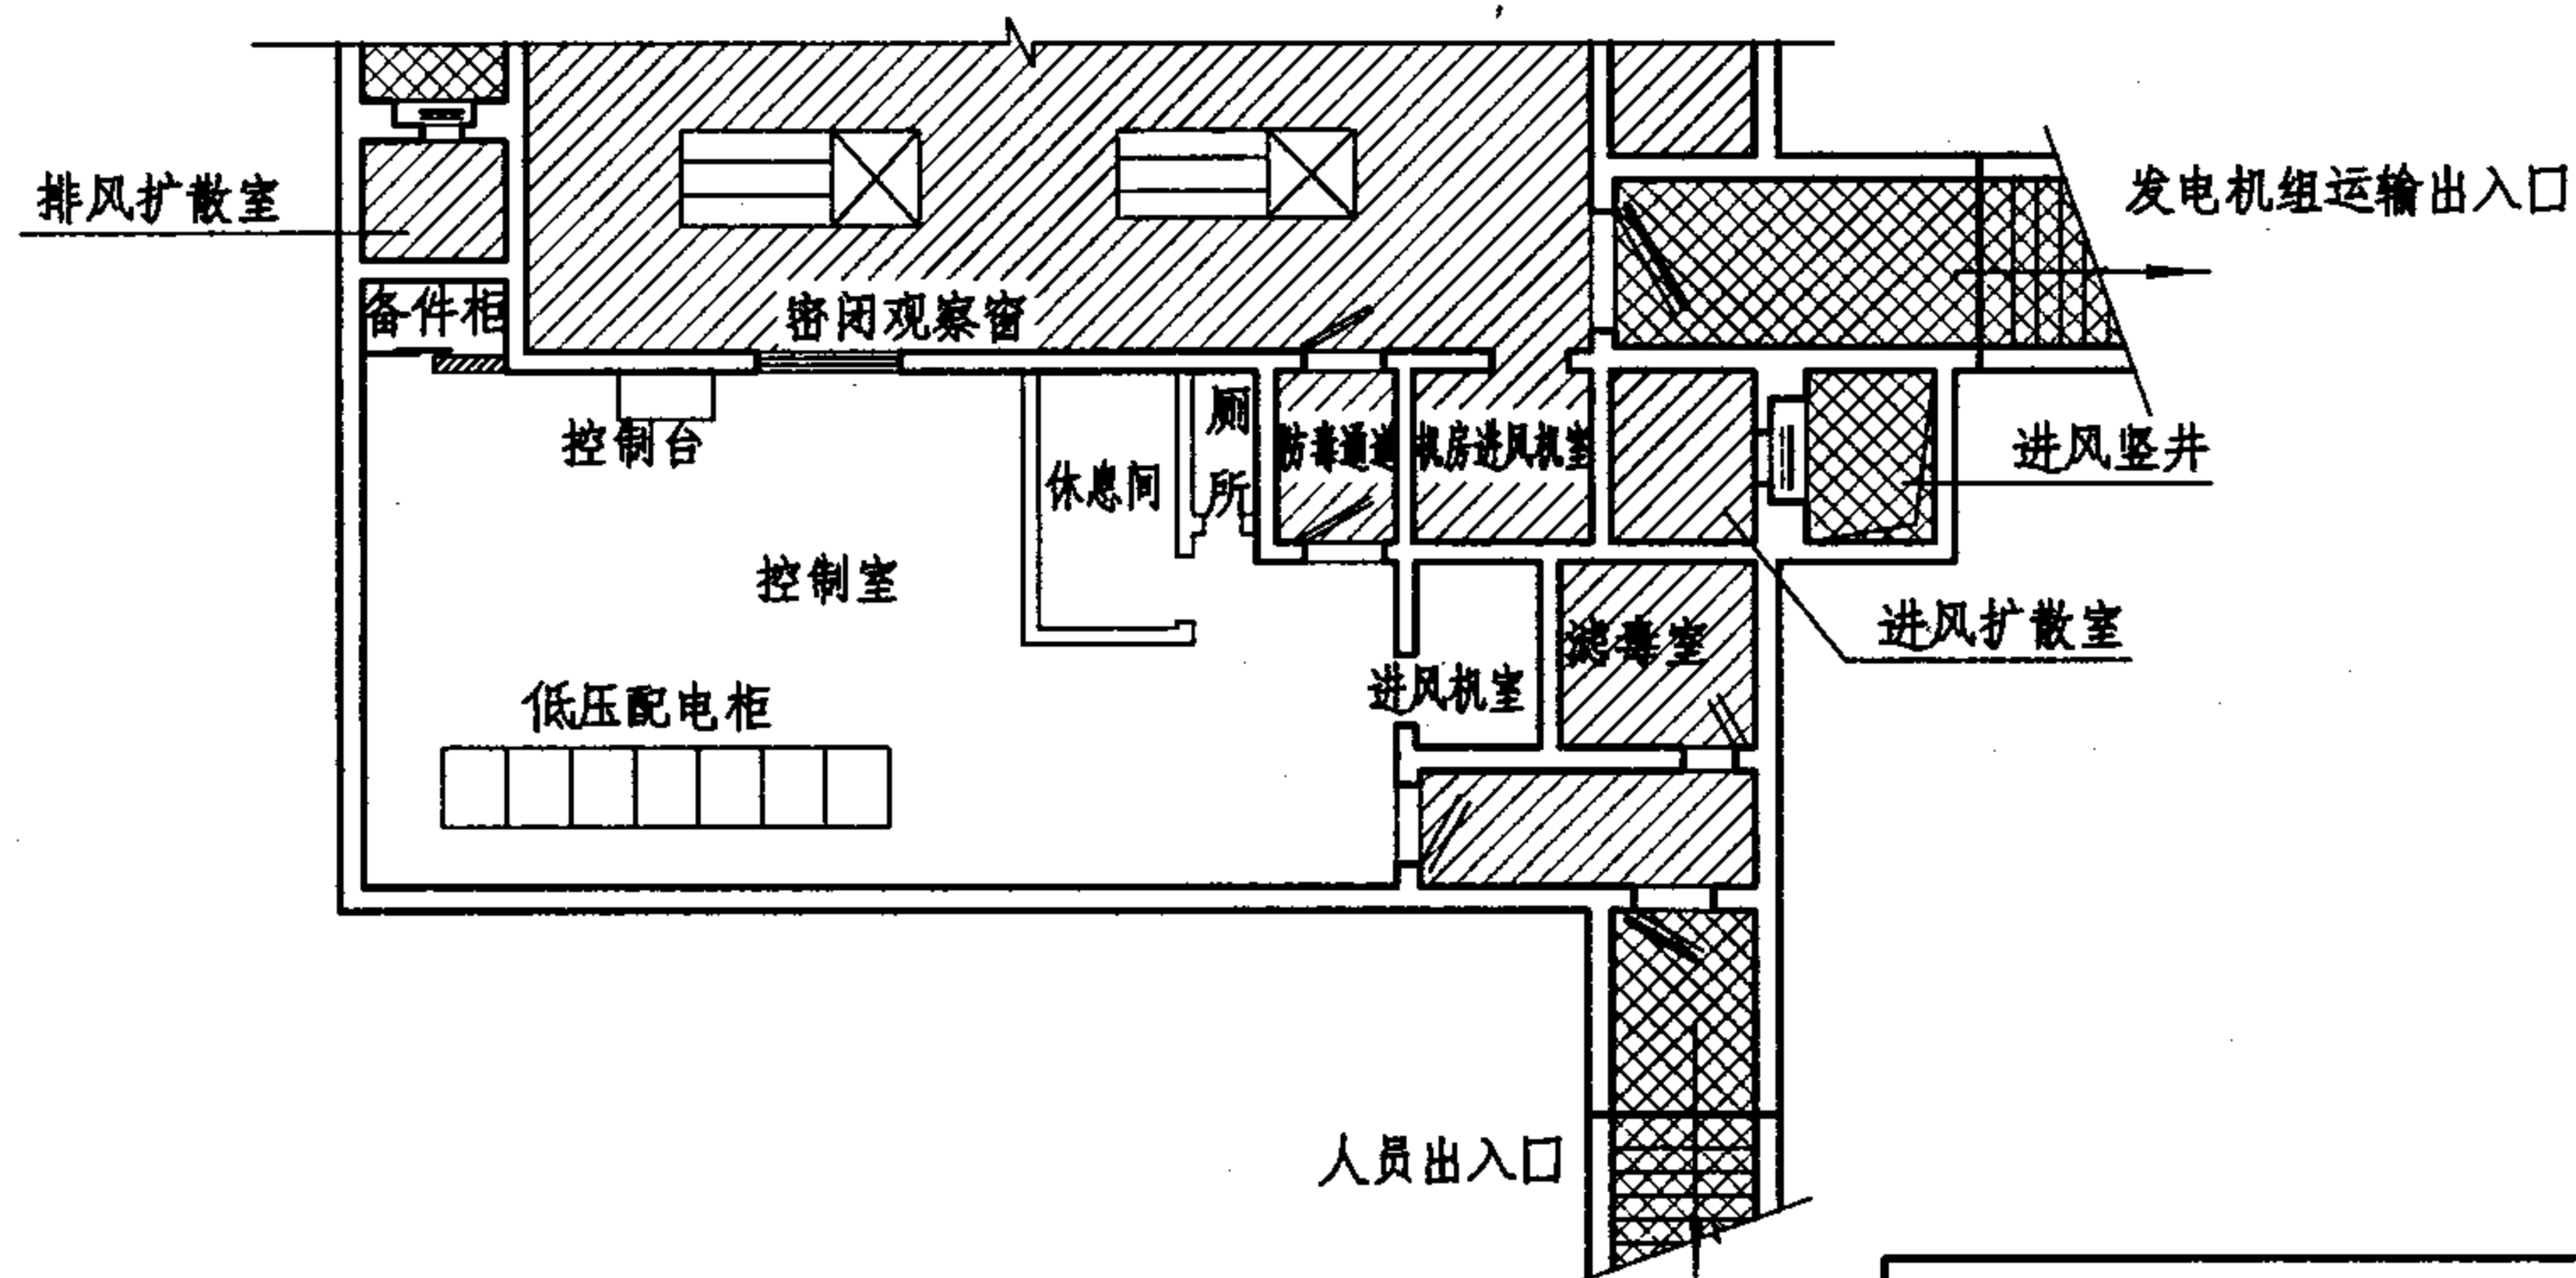 排风扩散室
发电机组运输出入口
备件柜
密闭观察窗
控制台
休息间
厕所
防毒通道
机房进风机室
进风竖井
控制室
进风扩散室
滤毒室
进风机室
低压配电柜
人员出入口